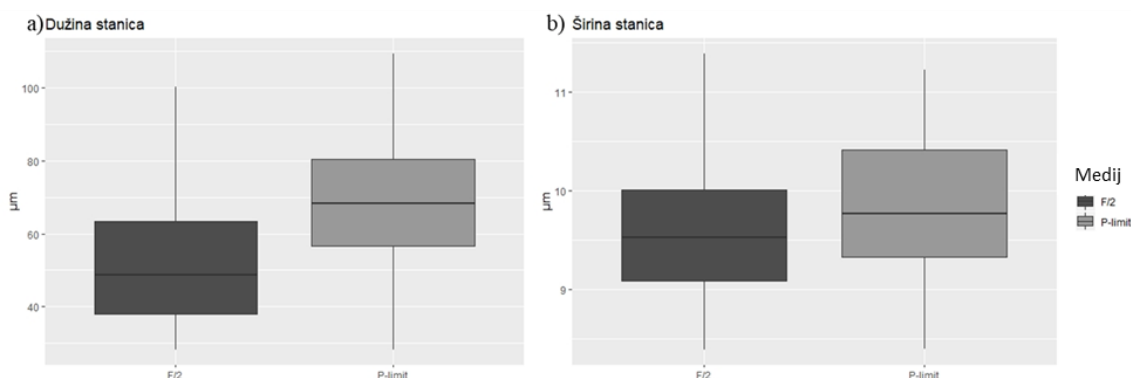 a) Dužina stanica
100
80
60
40
µm
F/2
P-limit
b) Širina stanica
11
10
9
µm
F/2
P-limit
Medij
F/2
P-limit